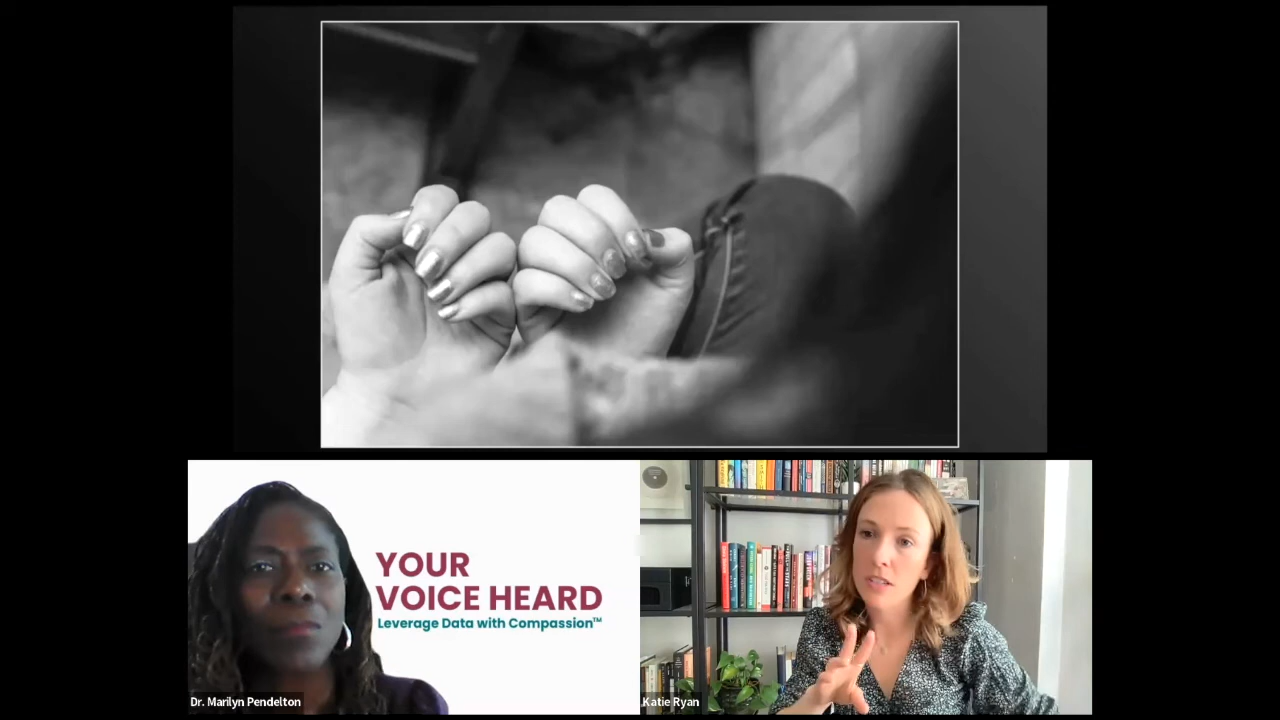 YOUR
VOICE HEARD
Leverage Data with Compassion™
Dr. Marilyn Pendelton
Katie Ryan